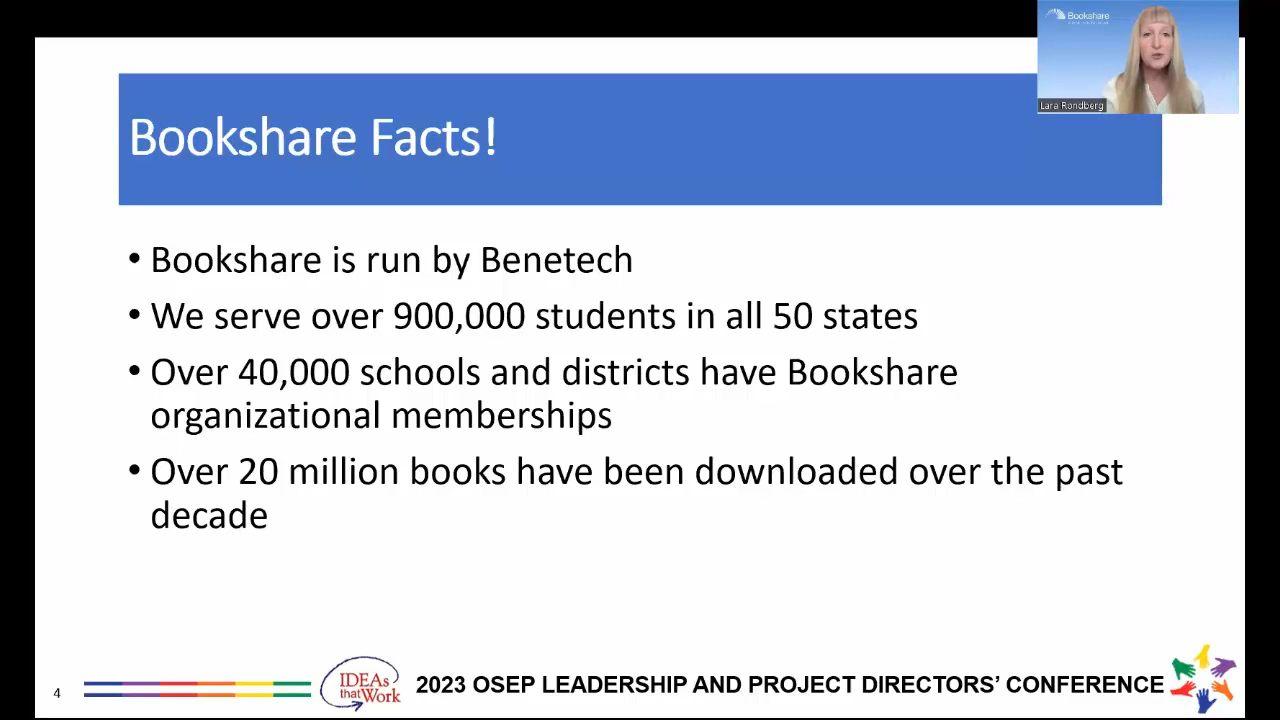 Bookshare
Lara Rondberg
Bookshare Facts!
• Bookshare is run by Benetech
• We serve over 900,000 students in all 50 states
• Over 40,000 schools and districts have Bookshare
organizational memberships
• Over 20 million books have been downloaded over the past
decade
4
IDEAs
that Work
2023 OSEP LEADERSHIP AND PROJECT DIRECTORS’ CONFERENCE